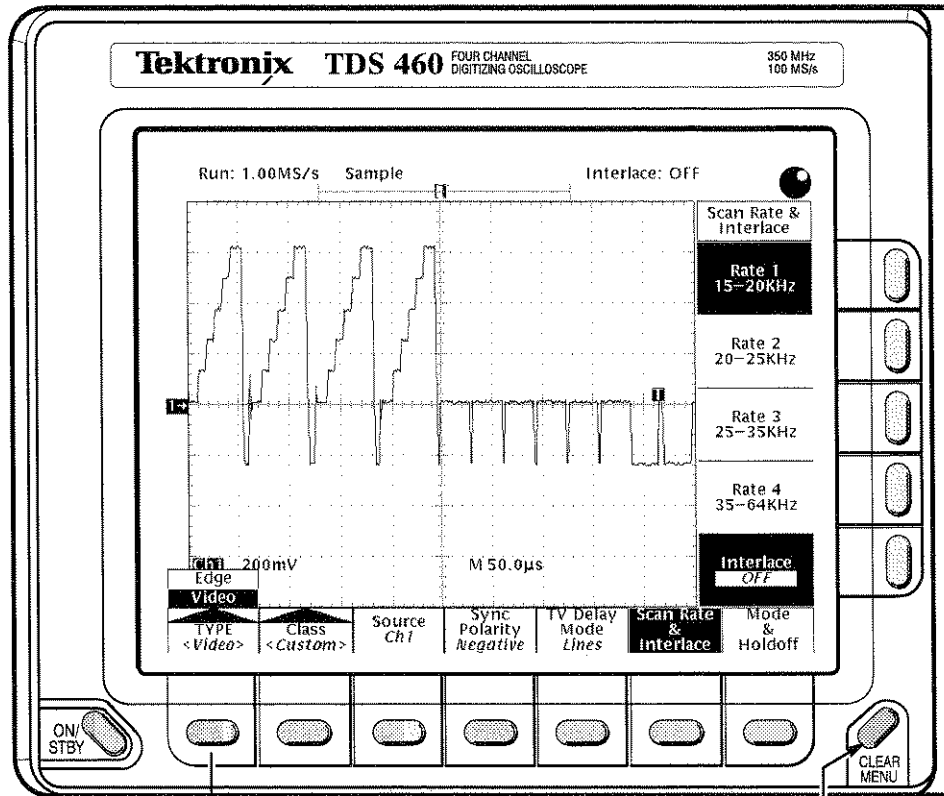 Tektronix TDS 460 FOUR CHANNEL
DIGITIZING OSCILLOSCOPE
350 MHz
100 MS/s
Run: 1.00MS/s Sample Interlace: OFF
Scan Rate &
Interlace
Rate 1
15–20KHz
Rate 2
20–25KHz
Rate 3
25–35KHz
Rate 4
35–64KHz
Interlace
OFF
T
1
Ch1 200mV M 50.0µs
Edge
Video
TYPE
<Video>
Class
<Custom>
Source
Ch1
Sync
Polarity
Negative
TV Delay
Mode
Lines
Scan Rate
&
Interlace
Mode
&
Holdoff
ON/
STBY
CLEAR
MENU